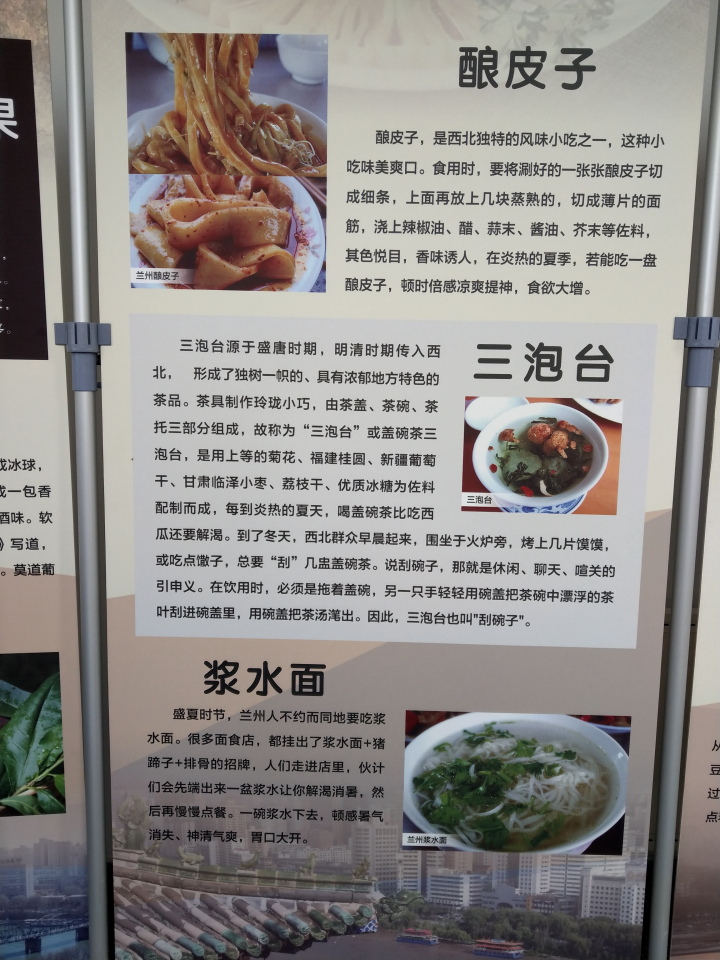 酿皮子
酿皮子，是西北独特的风味小吃之一，这种小
吃味美爽口。食用时，要将涮好的一张张酿皮子切
成细条，上面再放上几块蒸熟的，切成薄片的面
筋，浇上辣椒油、醋、蒜末、酱油、芥末等佐料，
其色悦目，香味诱人，在炎热的夏季，若能吃一盘
酿皮子，顿时倍感凉爽提神，食欲大增。
兰州酿皮子
三泡台
三泡台源于盛唐时期，明清时期传入西
北， 形成了独树一帜的、具有浓郁地方特色的
茶品。茶具制作玲珑小巧，由茶盖、茶碗、茶
托三部分组成，故称为“三泡台”或盖碗茶三
泡台，是用上等的菊花、福建桂圆、新疆葡萄
干、甘肃临泽小枣、荔枝干、优质冰糖为佐料
配制而成，每到炎热的夏天，喝盖碗茶比吃西
瓜还要解渴。到了冬天，西北群众早晨起来，围坐于火炉旁，烤上几片馍馍，
或吃点馓子，总要“刮”几盅盖碗茶。说刮碗子，那就是休闲、聊天、喧关的
引申义。在饮用时，必须是拖着盖碗，另一只手轻轻用碗盖把茶碗中漂浮的茶
叶刮进碗盖里，用碗盖把茶汤滗出。因此，三泡台也叫"刮碗子"。
三泡台
浆水面
盛夏时节，兰州人不约而同地要吃浆
水面。很多面食店，都挂出了浆水面+猪
蹄子+排骨的招牌，人们走进店里，伙计
们会先端出来一盆浆水让你解渴消暑，然
后再慢慢点餐。一碗浆水下去，顿感暑气
消失、神清气爽，胃口大开。
兰州浆水面
果
成冰球，
成一包香
酒味。软
》写道，
。莫道葡
从
豆
过
点